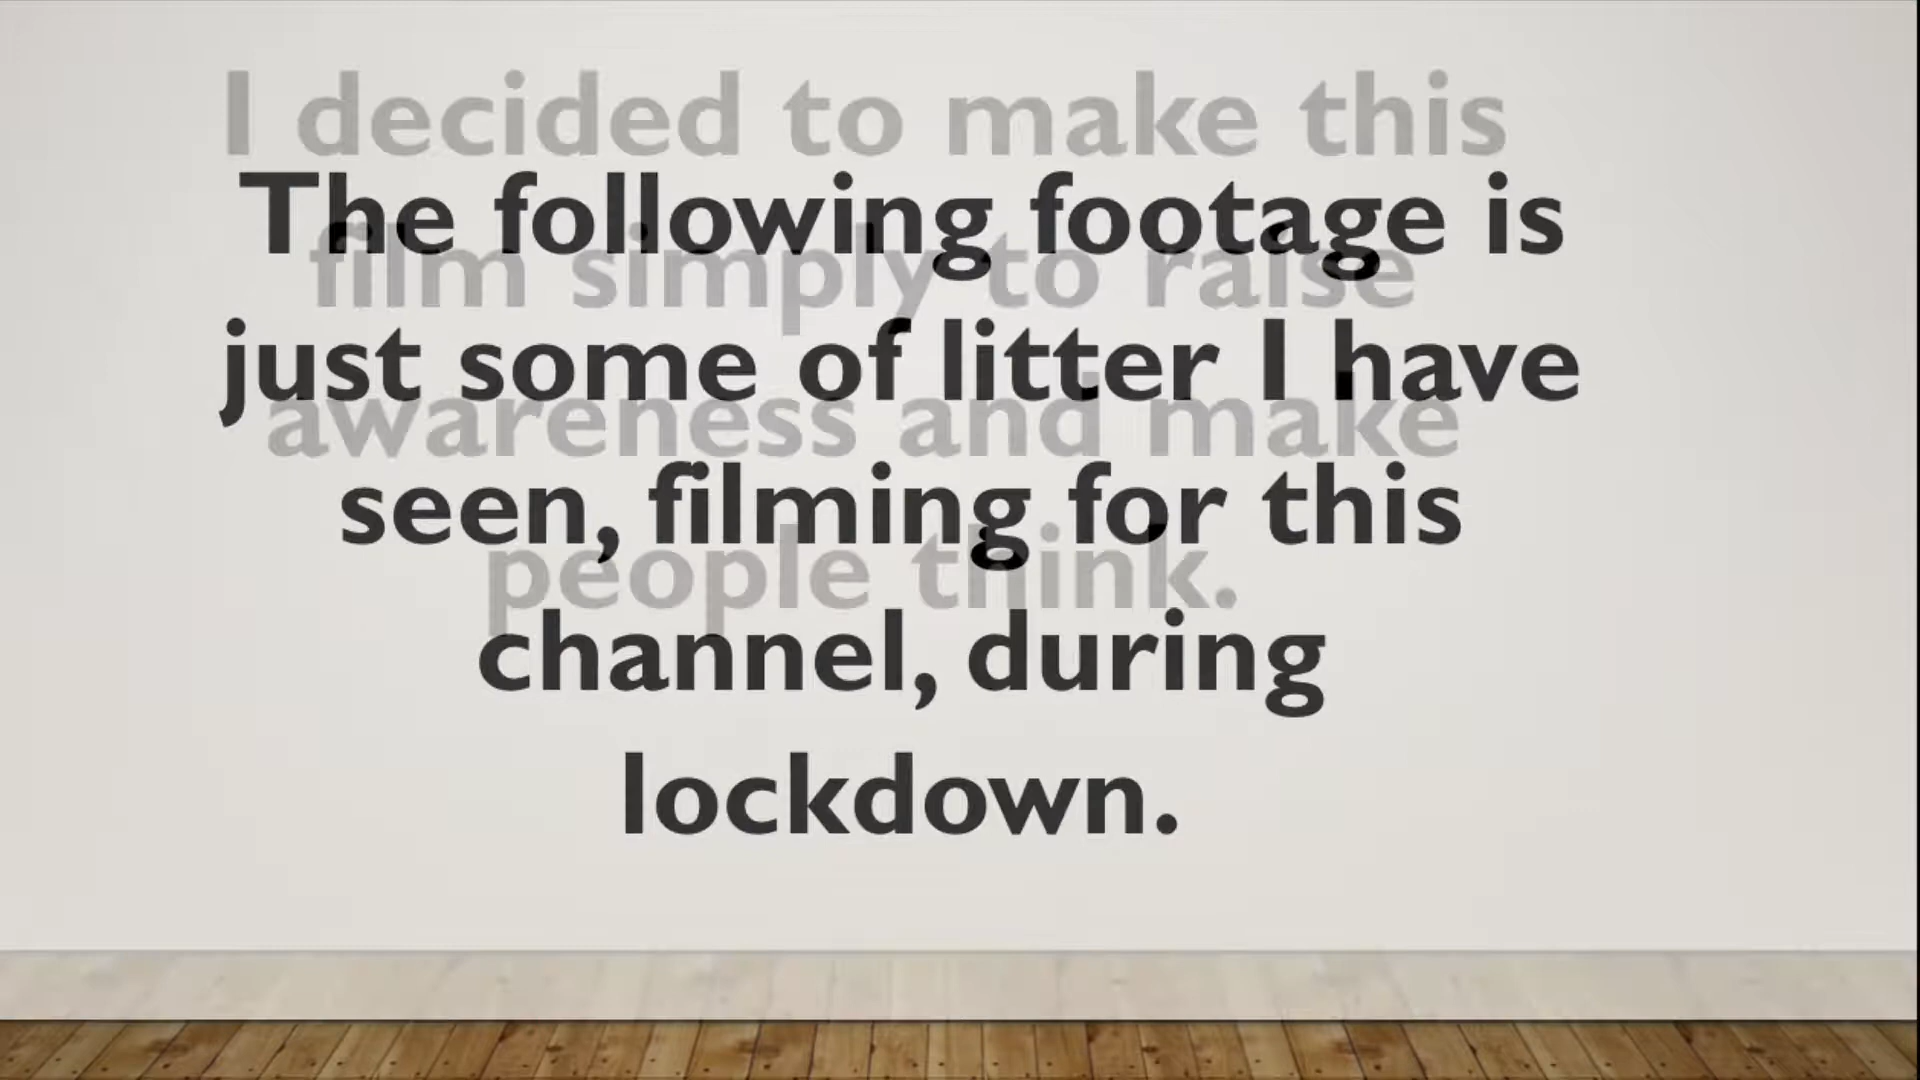 I decided to make this
film simply to raise
awareness and make
people think.
The following footage is
just some of litter I have
seen, filming for this
channel, during
lockdown.